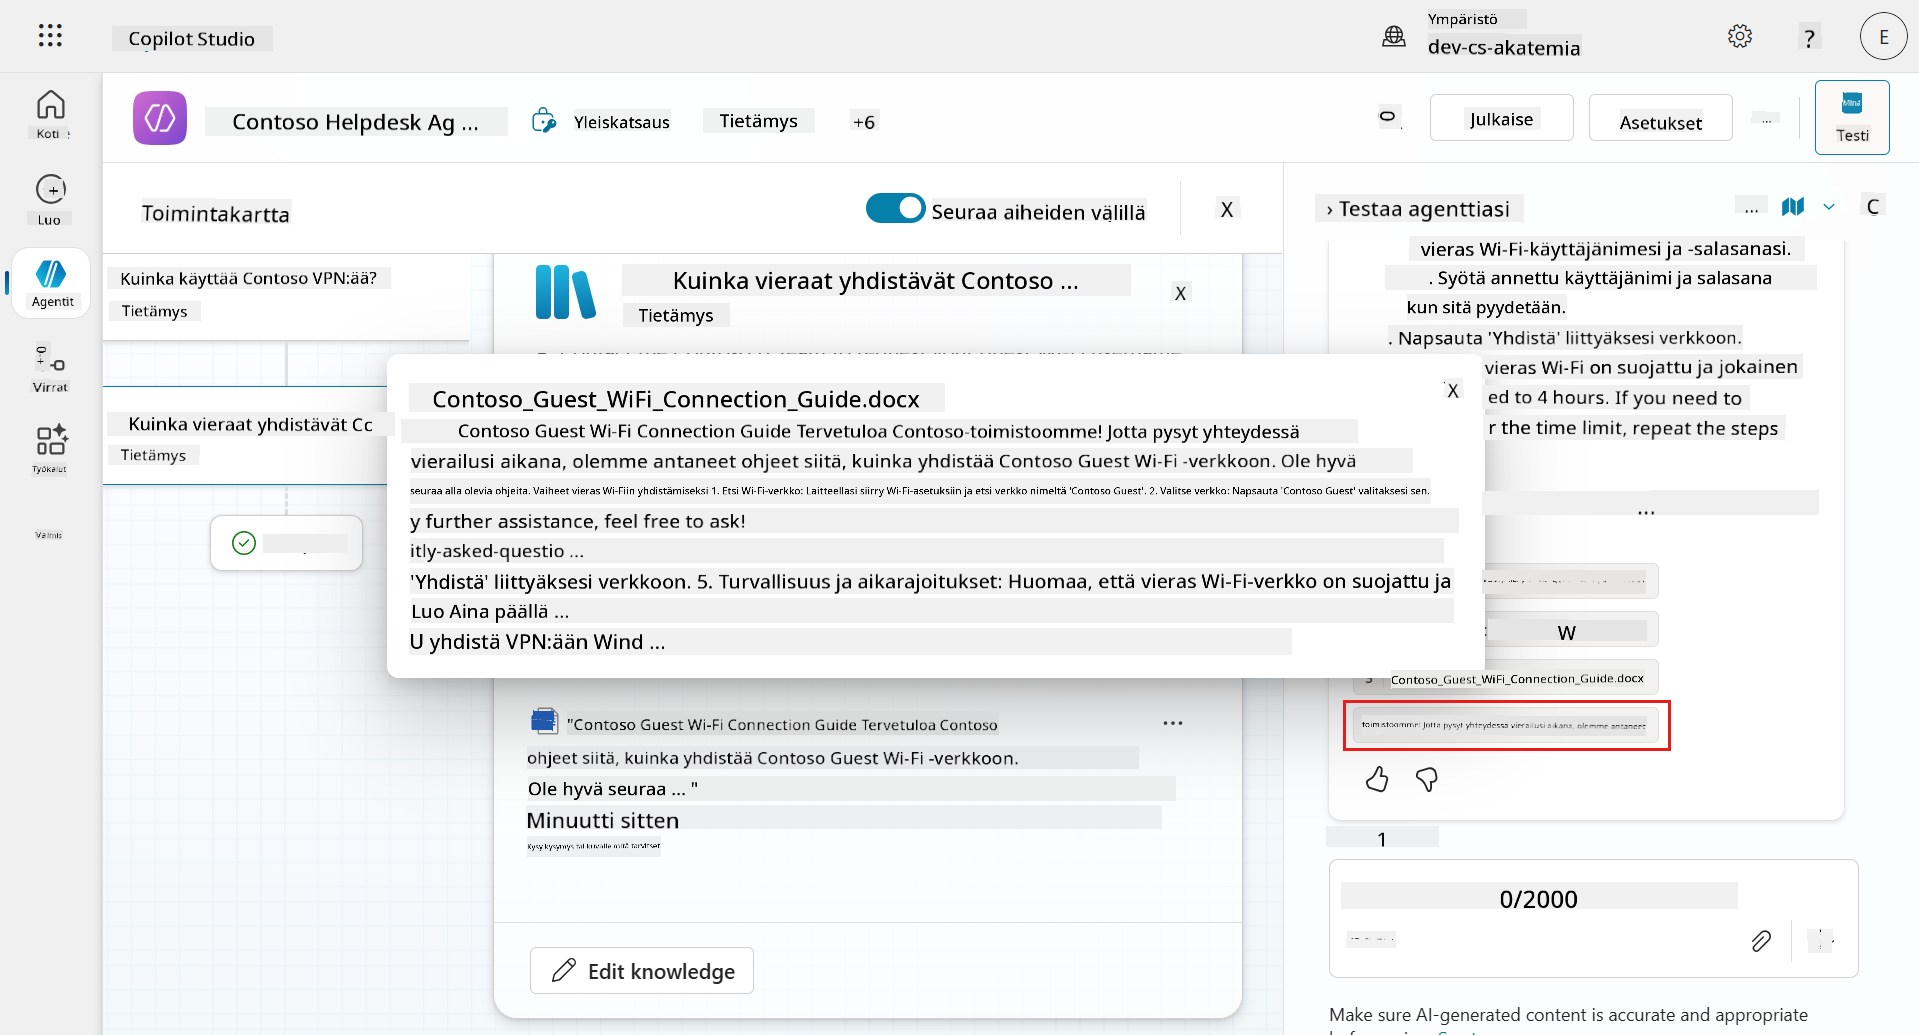 Copilot Studio
Ympäristö
dev-cs-akatemia
?
E
Koti
Luo
Agentit
Virrat
Työkalut
Valmis
Contoso Helpdesk Ag ...
Yleiskatsaus
Tietämys
+6
Julkaise
Asetukset
...
Testi
Toimintakartta
Seuraa aiheiden välillä
X
› Testaa agenttiasi
...
C
Kuinka käyttää Contoso VPN:ää?
Tietämys
Kuinka vieraat yhdistävät Cc
Tietämys
Kuinka vieraat yhdistävät Contoso ...
Tietämys
X
Contoso_Guest_WiFi_Connection_Guide.docx
X
Contoso Guest Wi-Fi Connection Guide Tervetuloa Contoso-toimistoomme! Jotta pysyt yhteydessä
vierailusi aikana, olemme antaneet ohjeet siitä, kuinka yhdistää Contoso Guest Wi-Fi -verkkoon. Ole hyvä
seuraa alla olevia ohjeita. Vaiheet vieras Wi-Fiin yhdistämiseksi 1. Etsi Wi-Fi-verkko: Laitteellasi siirry Wi-Fi-asetuksiin ja etsi verkko nimeltä 'Contoso Guest'. 2. Valitse verkko: Napsauta 'Contoso Guest' valitaksesi sen.
y further assistance, feel free to ask!
itly-asked-questio ...
'Yhdistä' liittyäksesi verkkoon. 5. Turvallisuus ja aikarajoitukset: Huomaa, että vieras Wi-Fi-verkko on suojattu ja
Luo Aina päällä ...
U yhdistä VPN:ään Wind ...
"Contoso Guest Wi-Fi Connection Guide Tervetuloa Contoso
...
ohjeet siitä, kuinka yhdistää Contoso Guest Wi-Fi -verkkoon.
Ole hyvä seuraa ... "
Minuutti sitten
Kysy kysymys tai kuvaile mitä tarvitset
Edit knowledge
vieras Wi-Fi-käyttäjänimesi ja -salasanasi.
. Syötä annettu käyttäjänimi ja salasana
kun sitä pyydetään.
. Napsauta 'Yhdistä' liittyäksesi verkkoon.
vieras Wi-Fi on suojattu ja jokainen
ed to 4 hours. If you need to
r the time limit, repeat the steps
...
W
3 Contoso_Guest_WiFi_Connection_Guide.docx
toimistoomme! Jotta pysyt yhteydessä vierailusi aikana, olemme antaneet
1
0/2000
Make sure AI-generated content is accurate and appropriate